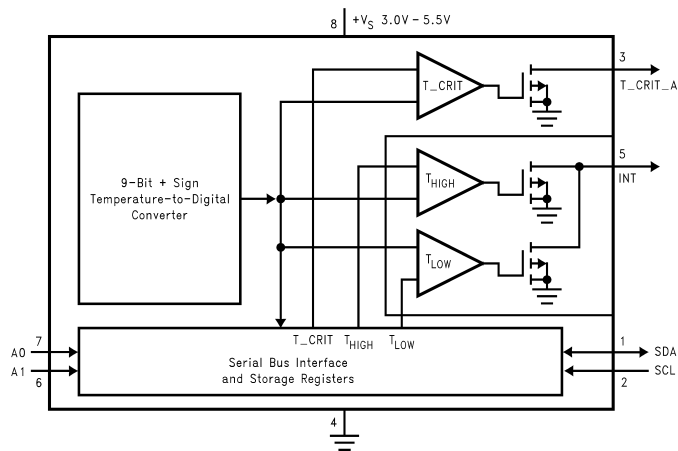 8 +VS 3.0V - 5.5V
3
T_CRIT
T_CRIT_A
5
9-Bit + Sign
Temperature-to-Digital
Converter
THIGH
INT
TLOW
T_CRIT THIGH TLOW
7
A0
A1
6
Serial Bus Interface
and Storage Registers
1
SDA
SCL
2
4